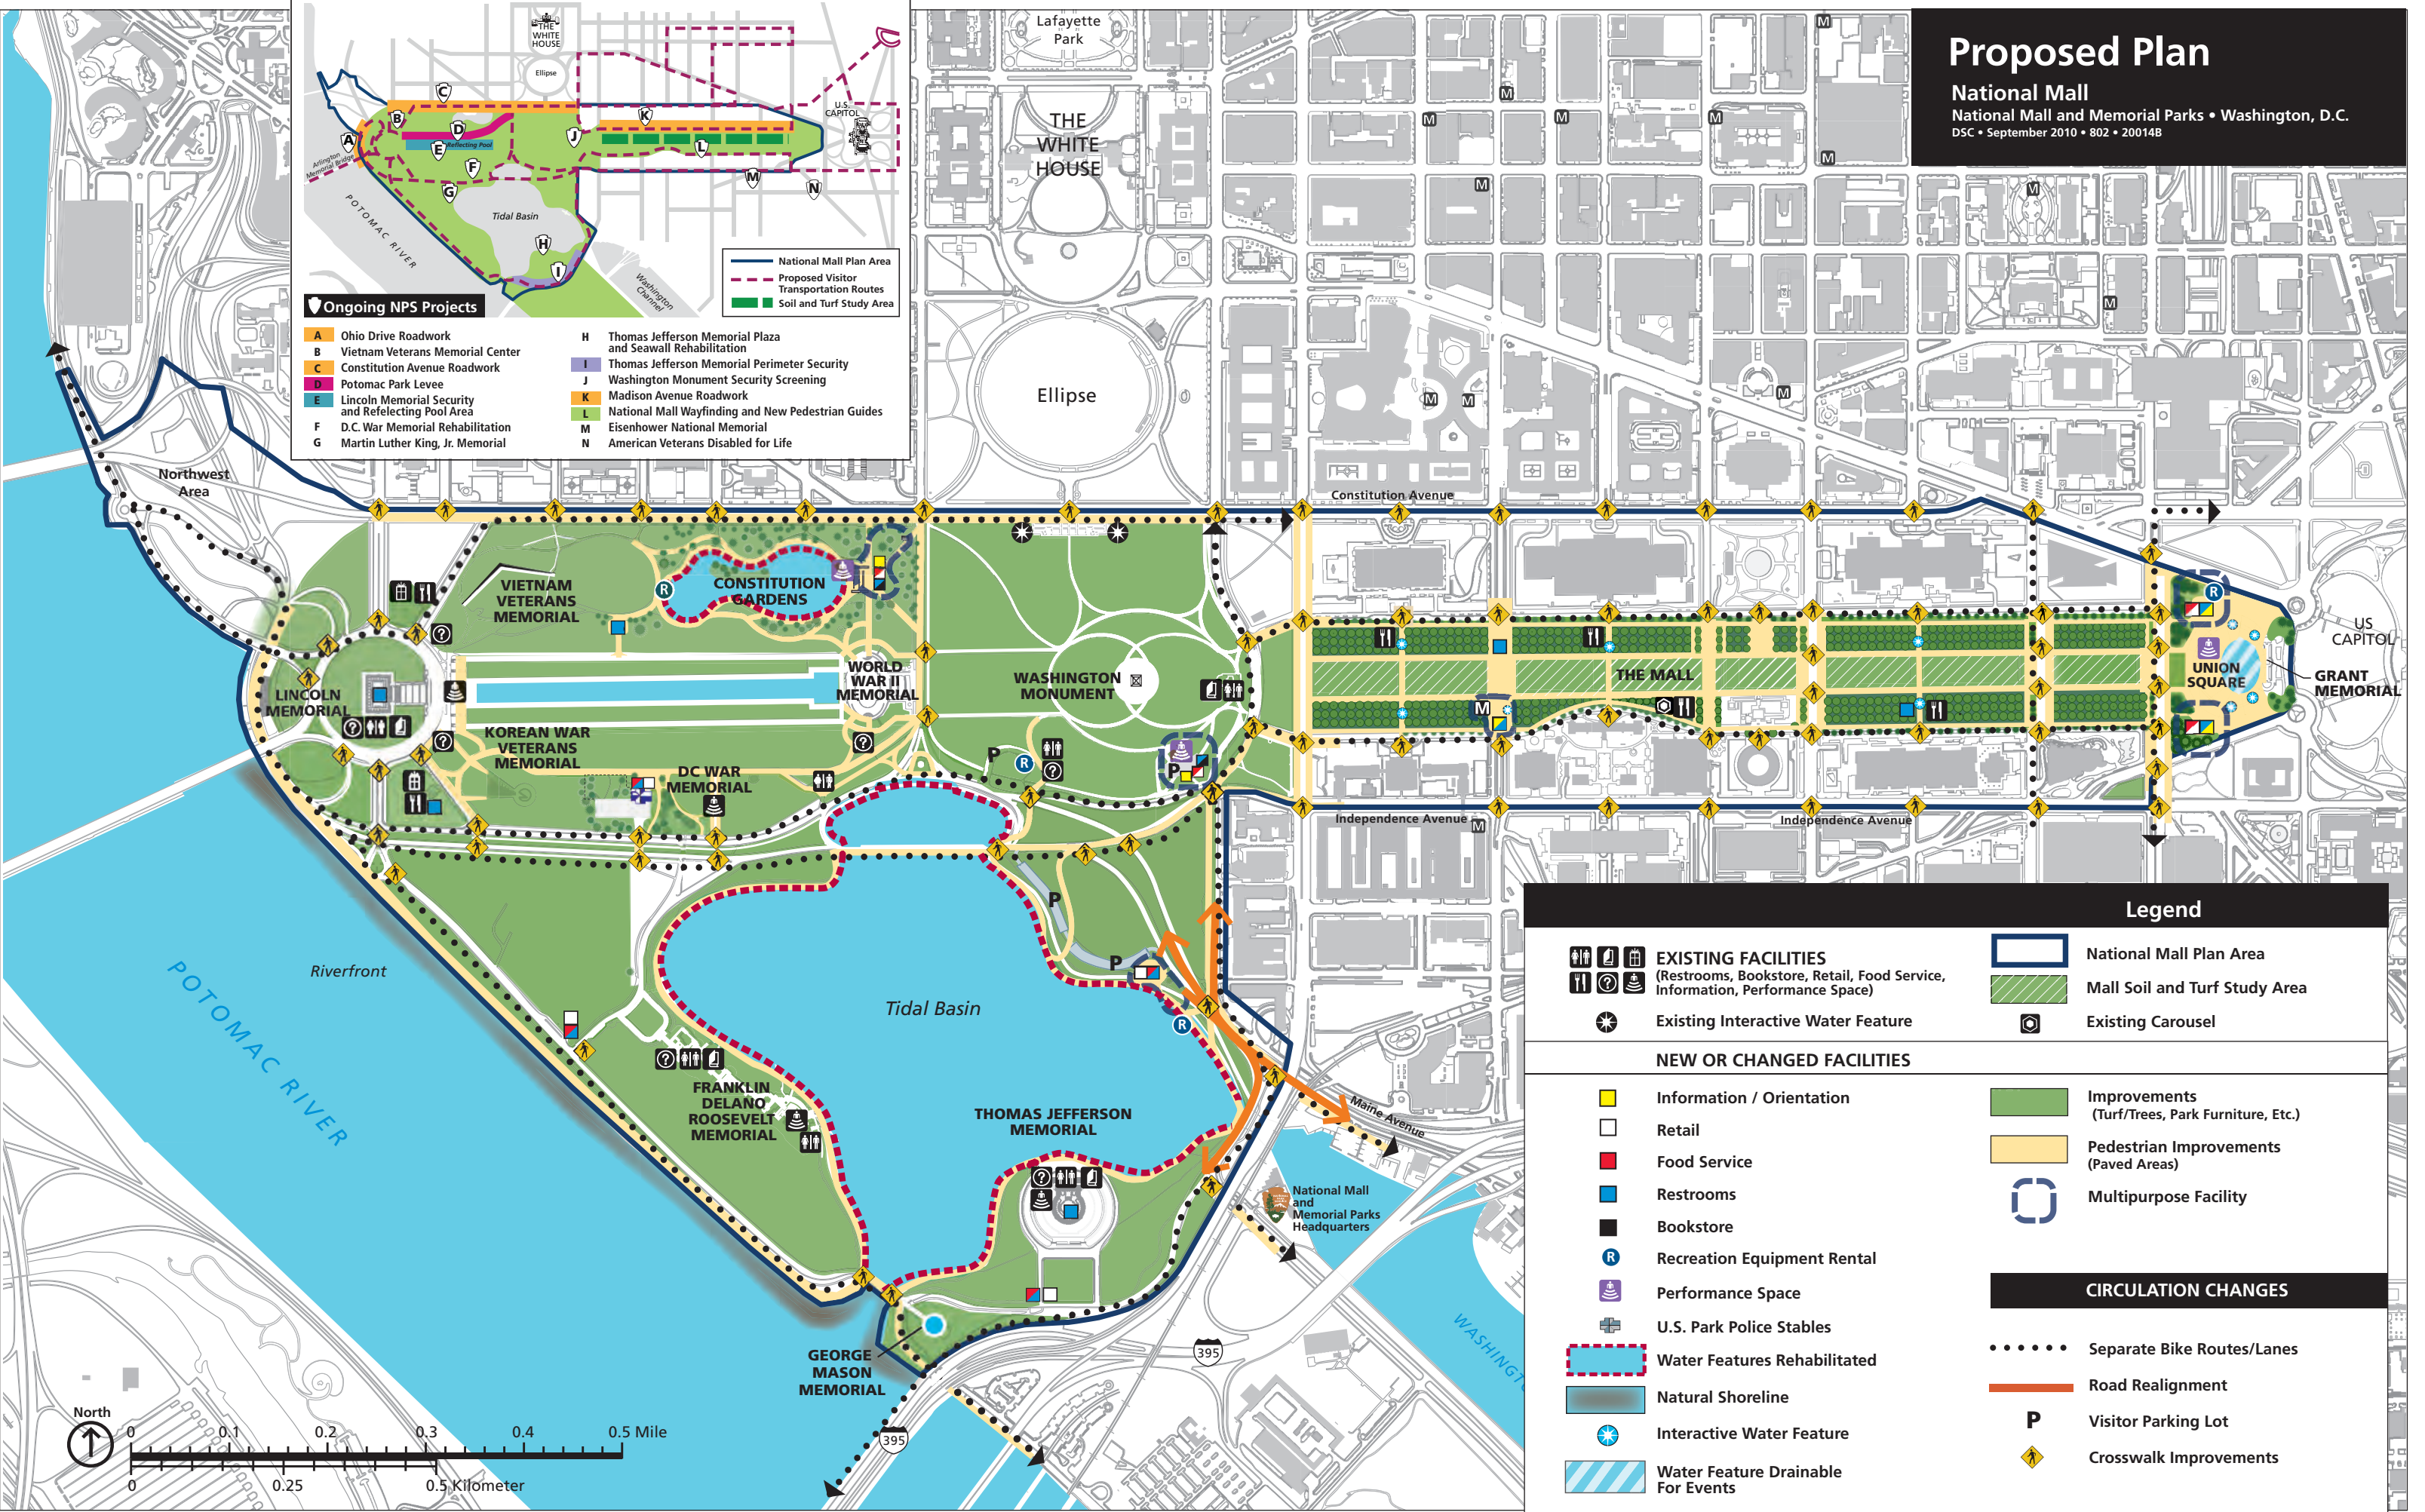 Proposed Plan
National Mall
National Mall and Memorial Parks • Washington, D.C.
DSC • September 2010 • 802 • 20014B
THE
WHITE
HOUSE
Ellipse
U.S.
CAPITOL
C
B
A
D
E
Reflecting Pool
F
G
J
K
L
M
N
H
I
Arlington
Memorial Bridge
POTOMAC RIVER
Tidal Basin
Washington
Channel
National Mall Plan Area
Proposed Visitor
Transportation Routes
Soil and Turf Study Area
Ongoing NPS Projects
A Ohio Drive Roadwork
B Vietnam Veterans Memorial Center
C Constitution Avenue Roadwork
D Potomac Park Levee
E Lincoln Memorial Security
and Refelecting Pool Area
F D.C. War Memorial Rehabilitation
G Martin Luther King, Jr. Memorial
H Thomas Jefferson Memorial Plaza
and Seawall Rehabilitation
I Thomas Jefferson Memorial Perimeter Security
J Washington Monument Security Screening
K Madison Avenue Roadwork
L National Mall Wayfinding and New Pedestrian Guides
M Eisenhower National Memorial
N American Veterans Disabled for Life
Lafayette
Park
THE
WHITE
HOUSE
Ellipse
M
M
M
M
M
M
M
M
M
M
M
M
M
Northwest
Area
Constitution Avenue
VIETNAM
VETERANS
MEMORIAL
R
CONSTITUTION
GARDENS
LINCOLN
MEMORIAL
WORLD
WAR II
MEMORIAL
WASHINGTON
MONUMENT
THE MALL
M
R
US
CAPITOL
UNION
SQUARE
GRANT
MEMORIAL
KOREAN WAR
VETERANS
MEMORIAL
DC WAR
MEMORIAL
P
R
P
Independence Avenue
M
Independence Avenue
P
P
R
Riverfront
POTOMAC RIVER
Tidal Basin
FRANKLIN
DELANO
ROOSEVELT
MEMORIAL
THOMAS JEFFERSON
MEMORIAL
Maine Avenue
National Mall
and
Memorial Parks
Headquarters
GEORGE
MASON
MEMORIAL
395
395
WASHINGT
North
0 0.1 0.2 0.3 0.4 0.5 Mile
0 0.25 0.5 Kilometer
Legend
EXISTING FACILITIES
(Restrooms, Bookstore, Retail, Food Service,
Information, Performance Space)
Existing Interactive Water Feature
National Mall Plan Area
Mall Soil and Turf Study Area
Existing Carousel
NEW OR CHANGED FACILITIES
Information / Orientation
Retail
Food Service
Restrooms
Bookstore
R Recreation Equipment Rental
Performance Space
U.S. Park Police Stables
Water Features Rehabilitated
Natural Shoreline
Interactive Water Feature
Water Feature Drainable
For Events
Improvements
(Turf/Trees, Park Furniture, Etc.)
Pedestrian Improvements
(Paved Areas)
Multipurpose Facility
CIRCULATION CHANGES
Separate Bike Routes/Lanes
Road Realignment
P Visitor Parking Lot
Crosswalk Improvements